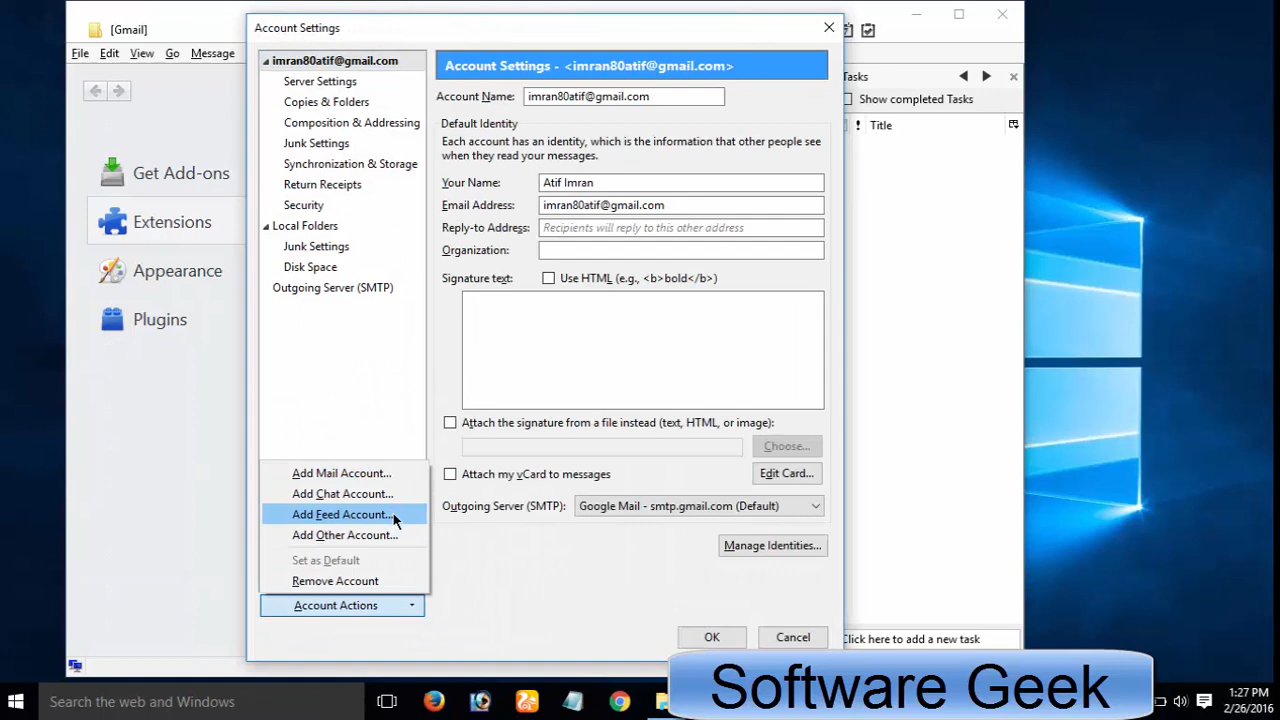 [Gmail]
File Edit View Go Message
Get Add-ons
Extensions
Appearance
Plugins
Account Settings
imran80atif@gmail.com
Server Settings
Copies & Folders
Composition & Addressing
Junk Settings
Synchronization & Storage
Return Receipts
Security
Local Folders
Junk Settings
Disk Space
Outgoing Server (SMTP)
Add Mail Account...
Add Chat Account...
Add Feed Account...
Add Other Account...
Set as Default
Remove Account
Account Actions
Account Settings - <imran80atif@gmail.com>
Account Name: imran80atif@gmail.com
Default Identity
Each account has an identity, which is the information that other people see
when they read your messages.
Your Name: Atif Imran
Email Address: imran80atif@gmail.com
Reply-to Address: Recipients will reply to this other address
Organization:
Signature text: Use HTML (e.g., <b>bold</b>)
Attach the signature from a file instead (text, HTML, or image):
Choose...
Attach my vCard to messages Edit Card...
Outgoing Server (SMTP): Google Mail - smtp.gmail.com (Default)
Manage Identities...
OK Cancel
Tasks
Show completed Tasks
! Title
Click here to add a new task
Software Geek
Search the web and Windows
1:27 PM
2/26/2016